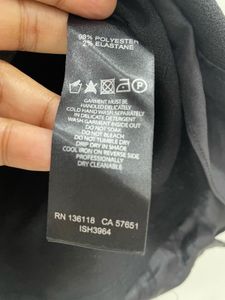 98% POLYESTER
2% ELASTANE
GARMENT MUST BE
HANDLED DELICATELY
COLD HAND WASH SEPARATELY
IN DELICATE DETERGENT
WASH GARMENT INSIDE OUT
DO NOT SOAK
DO NOT BLEACH
DO NOT TUMBLE DRY
DRIP DRY IN SHADE
COOL IRON ON REVERSE SIDE
PROFESSIONALLY
DRY CLEANABLE
RN 136118 CA 57651
ISH3964